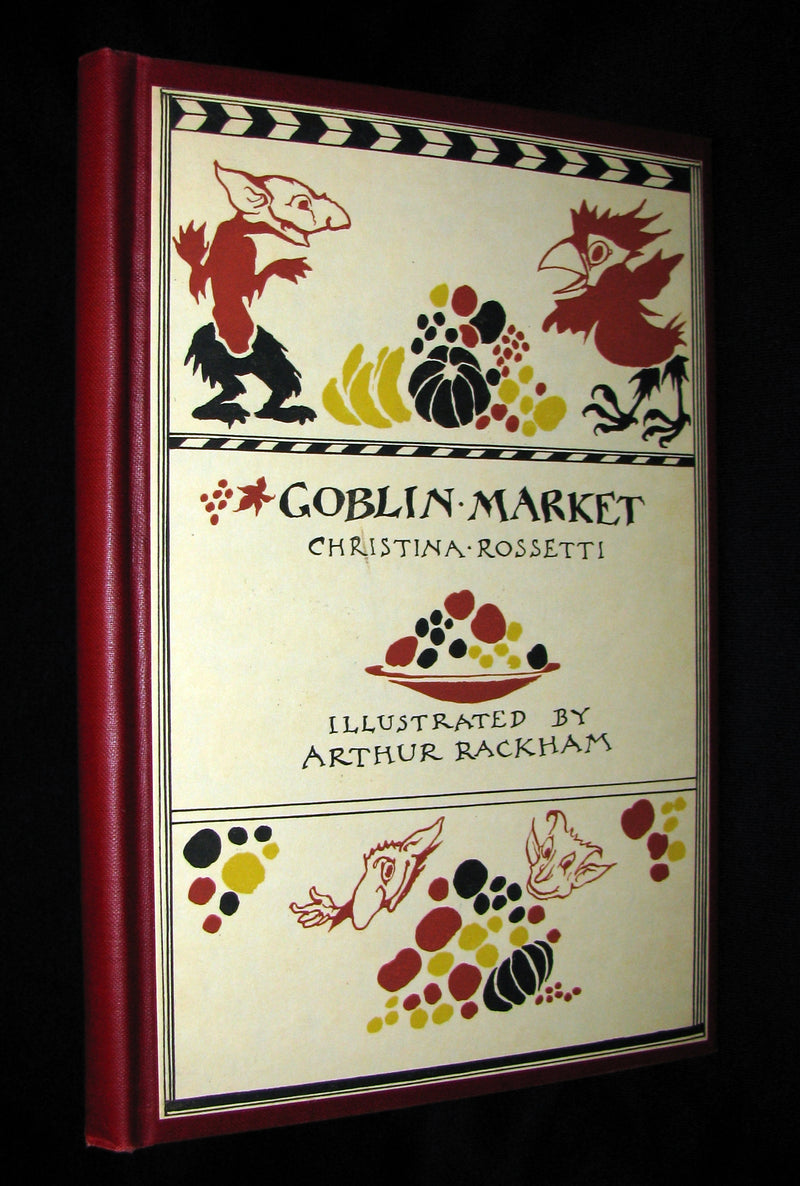 GOBLIN·MARKET
CHRISTINA·ROSSETTI
ILLUSTRATED BY
ARTHUR RACKHAM